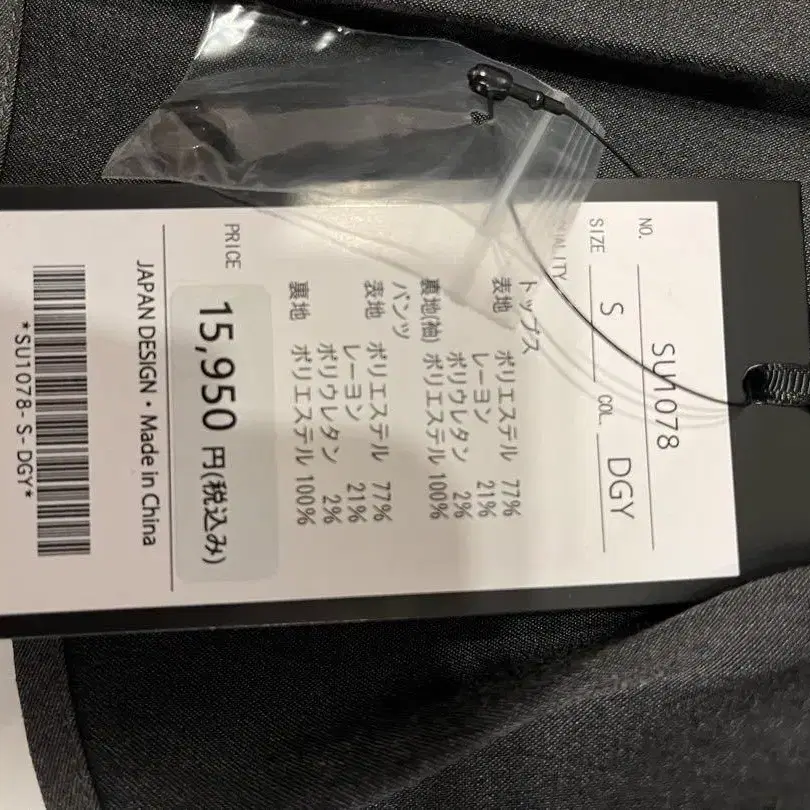 NO. SU1078
SIZE S COL. DGY
QUALITY
トップス
表地 ポリエステル 77%
レーヨン 21%
ポリウレタン 2%
裏地(袖) ポリエステル 100%
パンツ
表地 ポリエステル 77%
レーヨン 21%
ポリウレタン 2%
裏地 ポリエステル 100%
PRICE 15,950 円(税込み)
JAPAN DESIGN・Made in China
*SU1078-S-DGY*